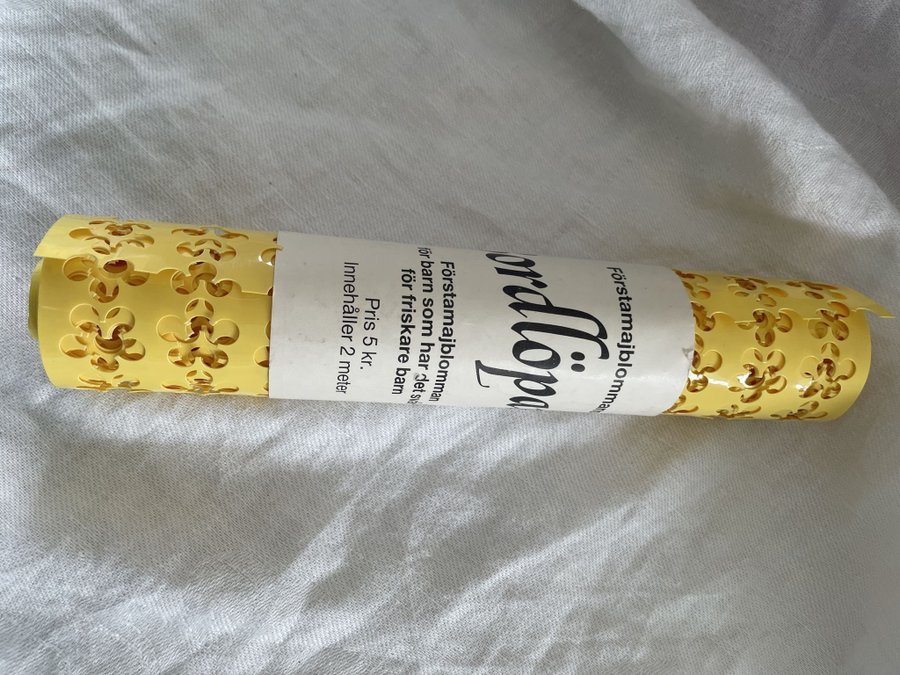 Förstamajblomman
ordlöpa
Förstamajblomman
för barn som har det
för friskare barn
Pris 5 kr.
Innehåller 2 meter